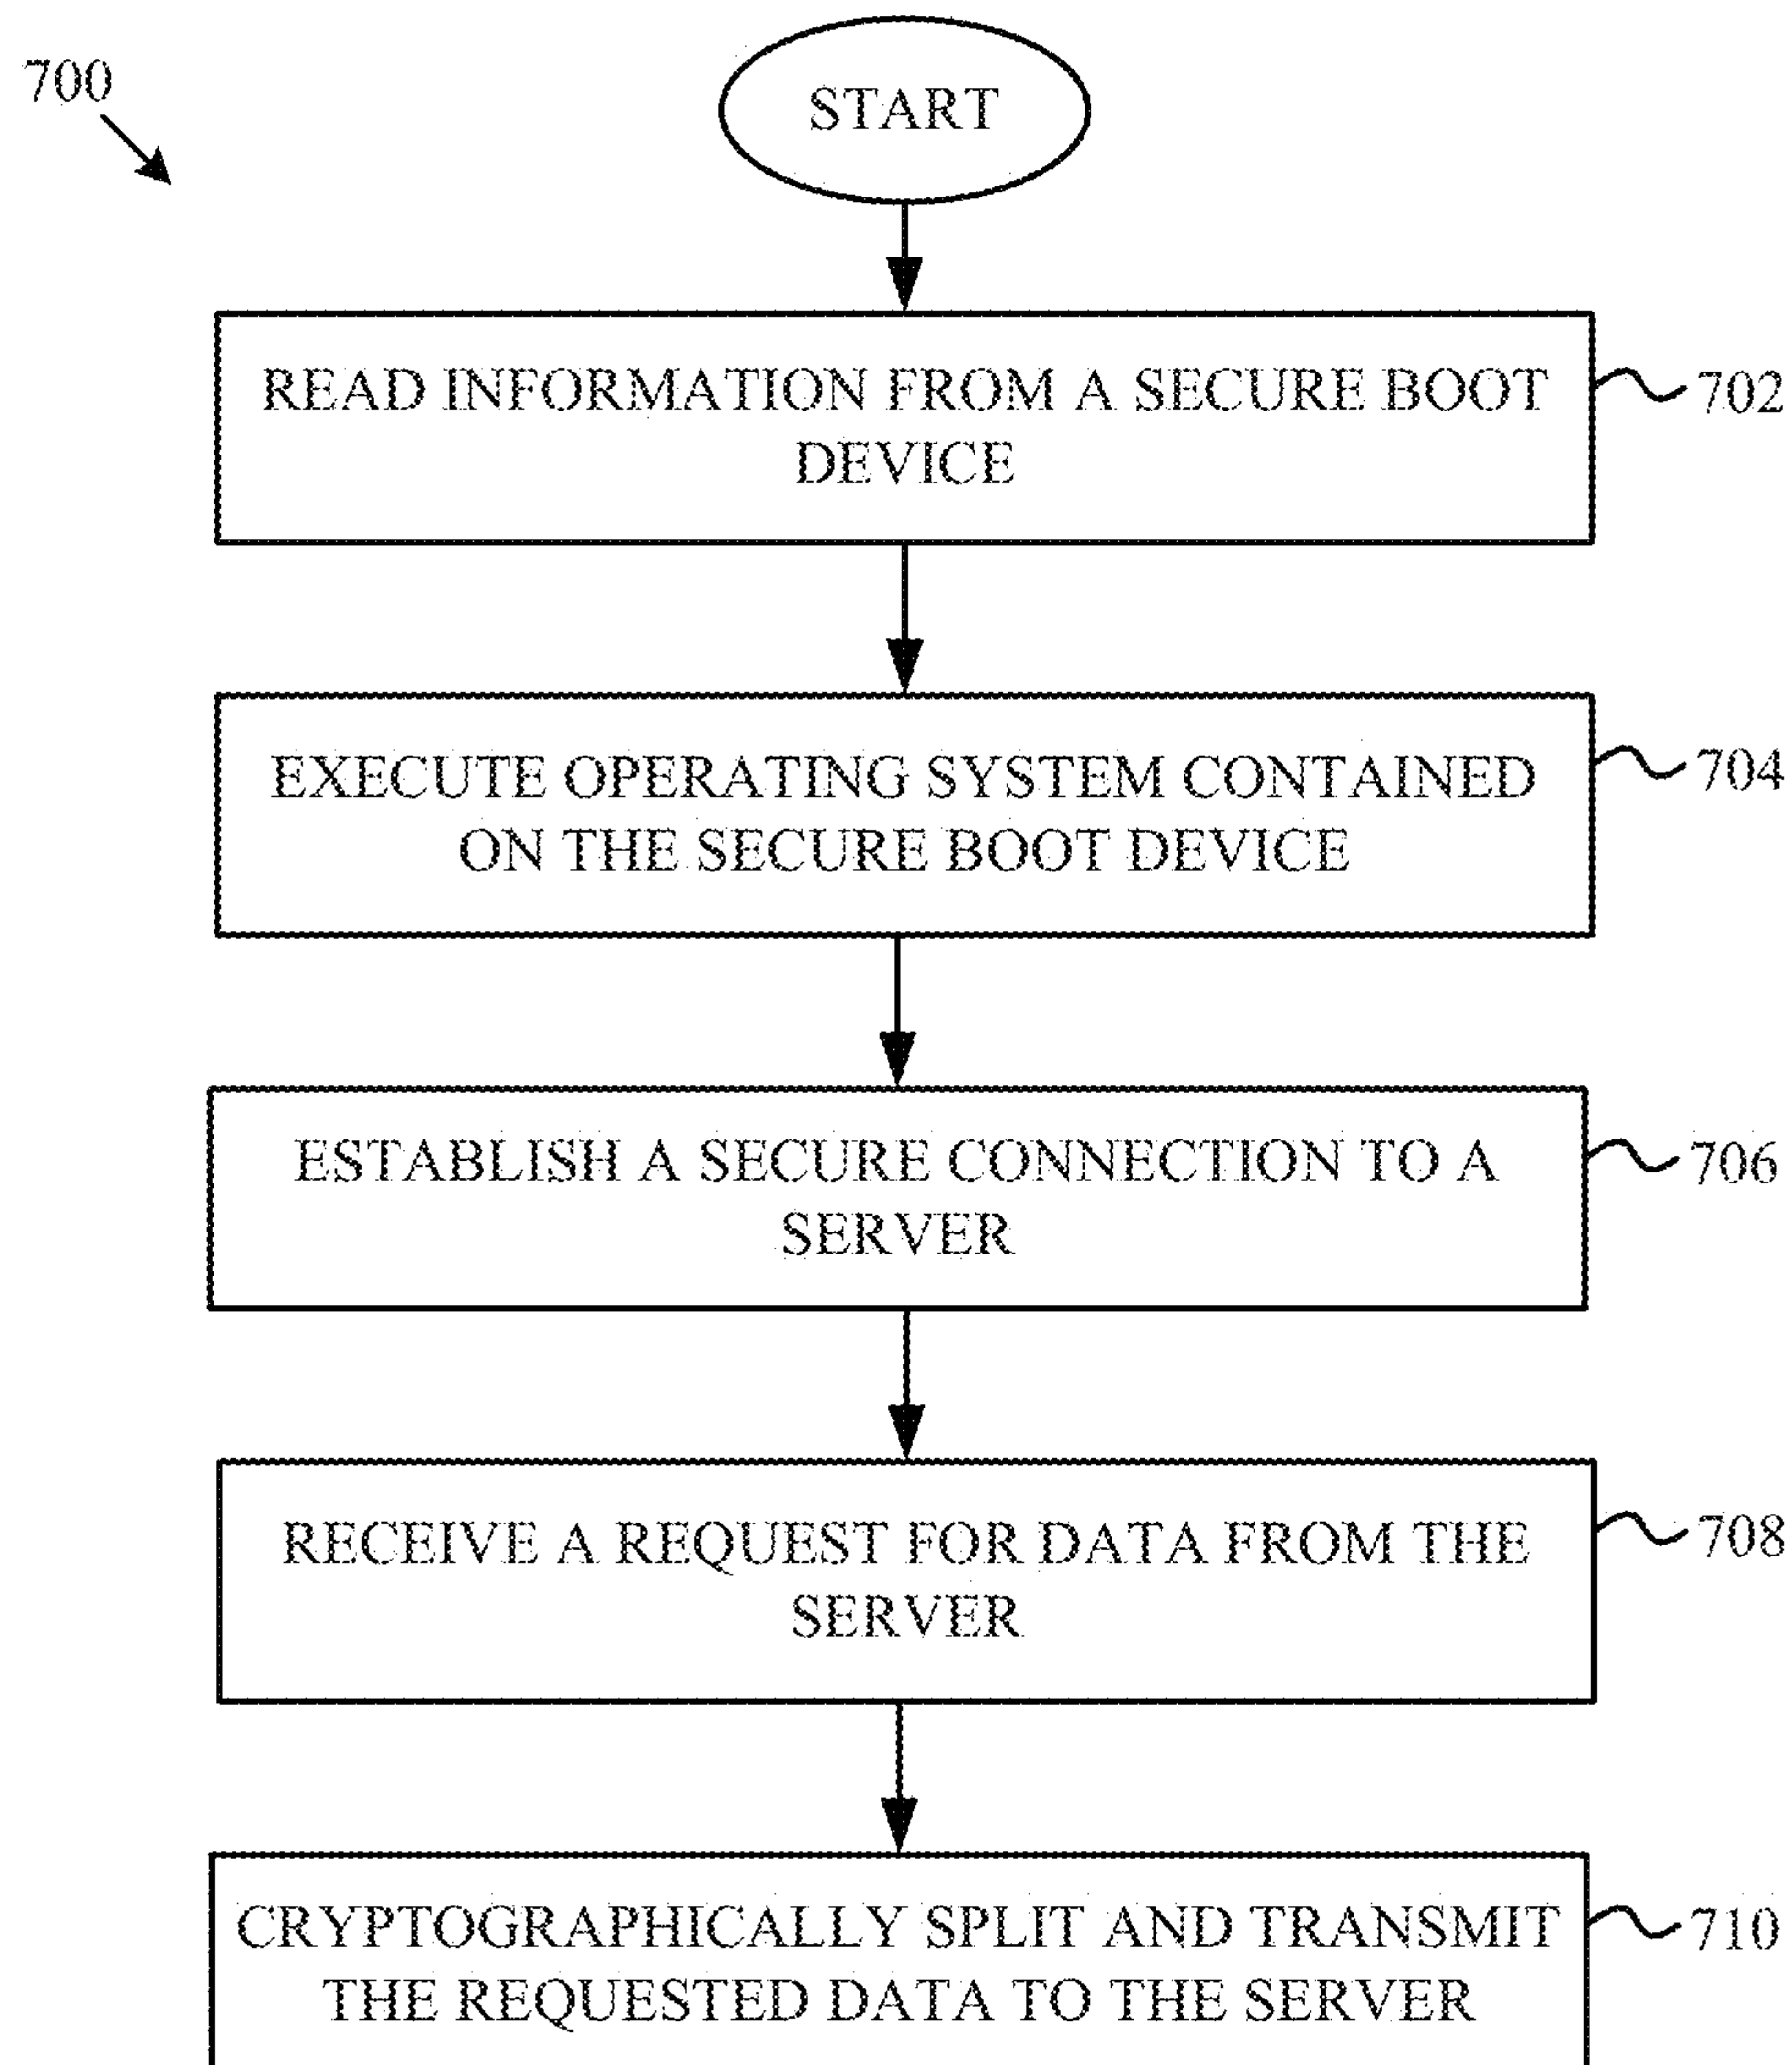 700
START
READ INFORMATION FROM A SECURE BOOT
DEVICE
702
EXECUTE OPERATING SYSTEM CONTAINED
ON THE SECURE BOOT DEVICE
704
ESTABLISH A SECURE CONNECTION TO A
SERVER
706
RECEIVE A REQUEST FOR DATA FROM THE
SERVER
708
CRYPTOGRAPHICALLY SPLIT AND TRANSMIT
THE REQUESTED DATA TO THE SERVER
710